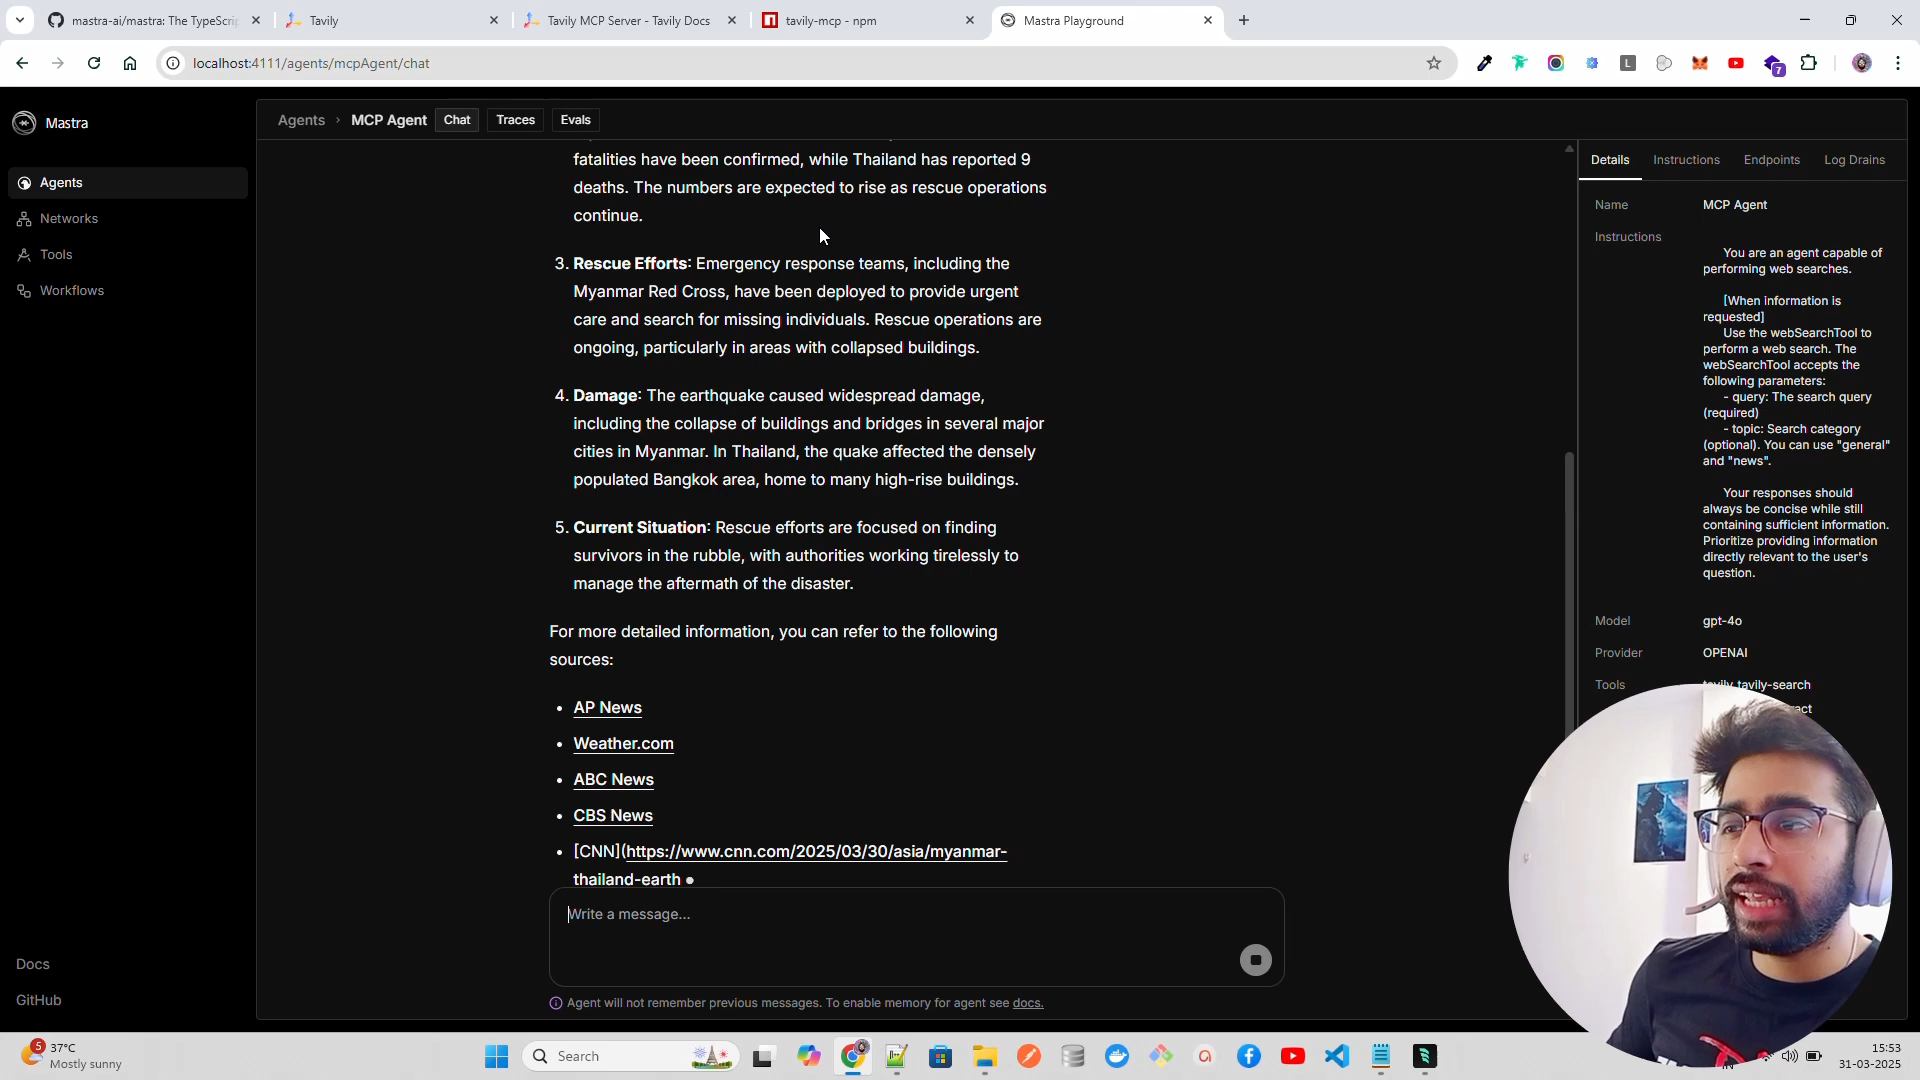 mastra-ai/mastra: The TypeScri
Tavily
Tavily MCP Server - Tavily Docs
tavily-mcp - npm
Mastra Playground
localhost:4111/agents/mcpAgent/chat
L
7
Mastra
Agents
Networks
Tools
Workflows
Docs
GitHub
Agents › MCP Agent Chat Traces Evals
fatalities have been confirmed, while Thailand has reported 9
deaths. The numbers are expected to rise as rescue operations
continue.
3. Rescue Efforts: Emergency response teams, including the
Myanmar Red Cross, have been deployed to provide urgent
care and search for missing individuals. Rescue operations are
ongoing, particularly in areas with collapsed buildings.
4. Damage: The earthquake caused widespread damage,
including the collapse of buildings and bridges in several major
cities in Myanmar. In Thailand, the quake affected the densely
populated Bangkok area, home to many high-rise buildings.
5. Current Situation: Rescue efforts are focused on finding
survivors in the rubble, with authorities working tirelessly to
manage the aftermath of the disaster.
For more detailed information, you can refer to the following
sources:
• AP News
• Weather.com
• ABC News
• CBS News
• [CNN](https://www.cnn.com/2025/03/30/asia/myanmar-
thailand-earth
Write a message...
Agent will not remember previous messages. To enable memory for agent see docs.
Details Instructions Endpoints Log Drains
Name MCP Agent
Instructions
You are an agent capable of
performing web searches.
[When information is
requested]
Use the webSearchTool to
perform a web search. The
webSearchTool accepts the
following parameters:
- query: The search query
(required)
- topic: Search category
(optional). You can use "general"
and "news".
Your responses should
always be concise while still
containing sufficient information.
Prioritize providing information
directly relevant to the user's
question.
Model gpt-4o
Provider OPENAI
Tools tavily_tavily-search
5
37°C
Mostly sunny
Search
15:53
31-03-2025